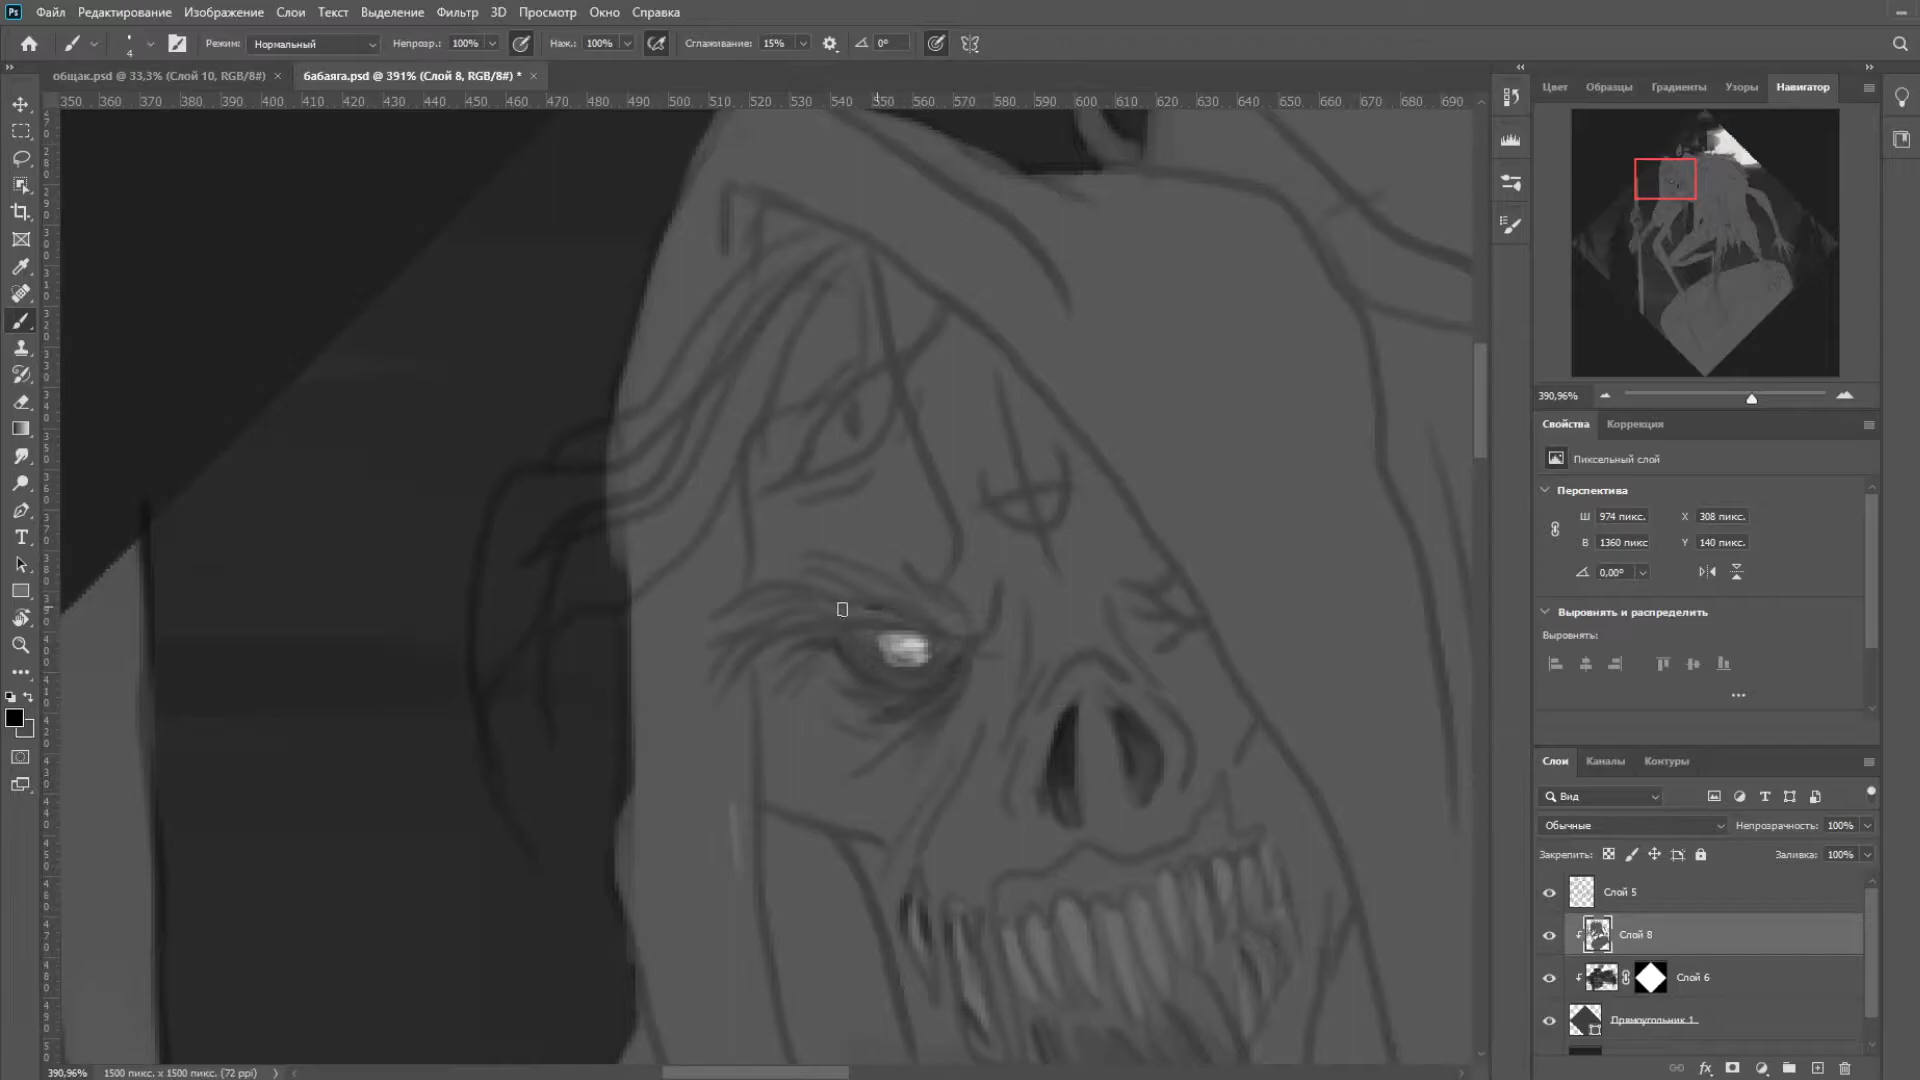 Ps Файл Редактирование Изображение Слои Текст Выделение Фильтр 3D Просмотр Окно Справка
4 Режим: Нормальный Непрозр.: 100% Наж.: 100% Сглаживание: 15% 0°
общак.psd @ 33,3% (Слой 10, RGB/8#) × бабаяга.psd @ 391% (Слой 8, RGB/8#) * ×
350 360 370 380 390 400 410 420 430 440 450 460 470 480 490 500 510 520 530 540 550 560 570 580 590 600 610 620 630 640 650 660 670 680 690
Цвет Образцы Градиенты Узоры Навигатор
390,96%
Свойства Коррекция
Пиксельный слой
Перспектива
Ш 974 пикс. X 308 пикс.
В 1360 пикс Y 140 пикс.
0,00°
Выровнять и распределить
Выровнять:
Слои Каналы Контуры
Вид
Обычные Непрозрачность: 100%
Закрепить: Заливка: 100%
Слой 5
Слой 8
Слой 6
Прямоугольник 1
390,96% 1500 пикс. x 1500 пикс. (72 ppi)